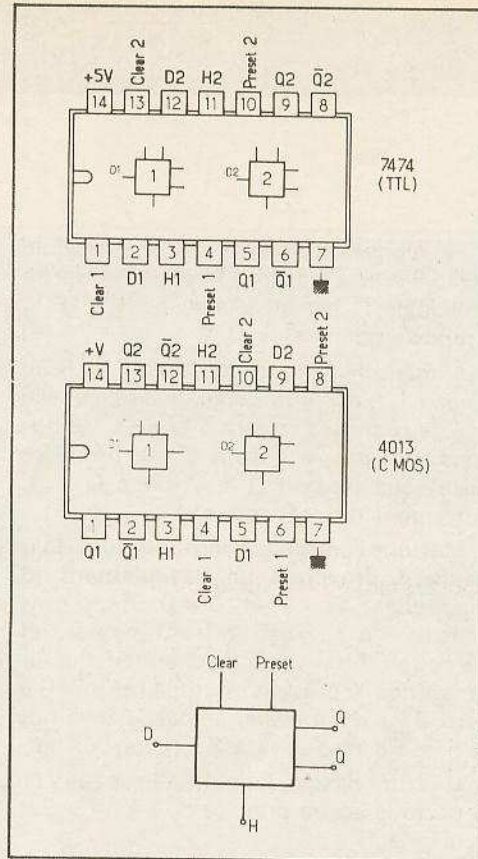 +5V Clear 2 D2 H2 Preset 2 Q2 Q̅2
14 13 12 11 10 9 8
D1 1 D2 2
7474
(TTL)
1 2 3 4 5 6 7
Clear 1 D1 H1 Preset 1 Q1 Q̅1
+V Q2 Q̅2 H2 Clear 2 D2 Preset 2
14 13 12 11 10 9 8
D1 1 D2 2
4013
(C MOS)
1 2 3 4 5 6 7
Q1 Q̅1 H1 Clear 1 D1 Preset 1
Clear Preset
D
Q
Q
H